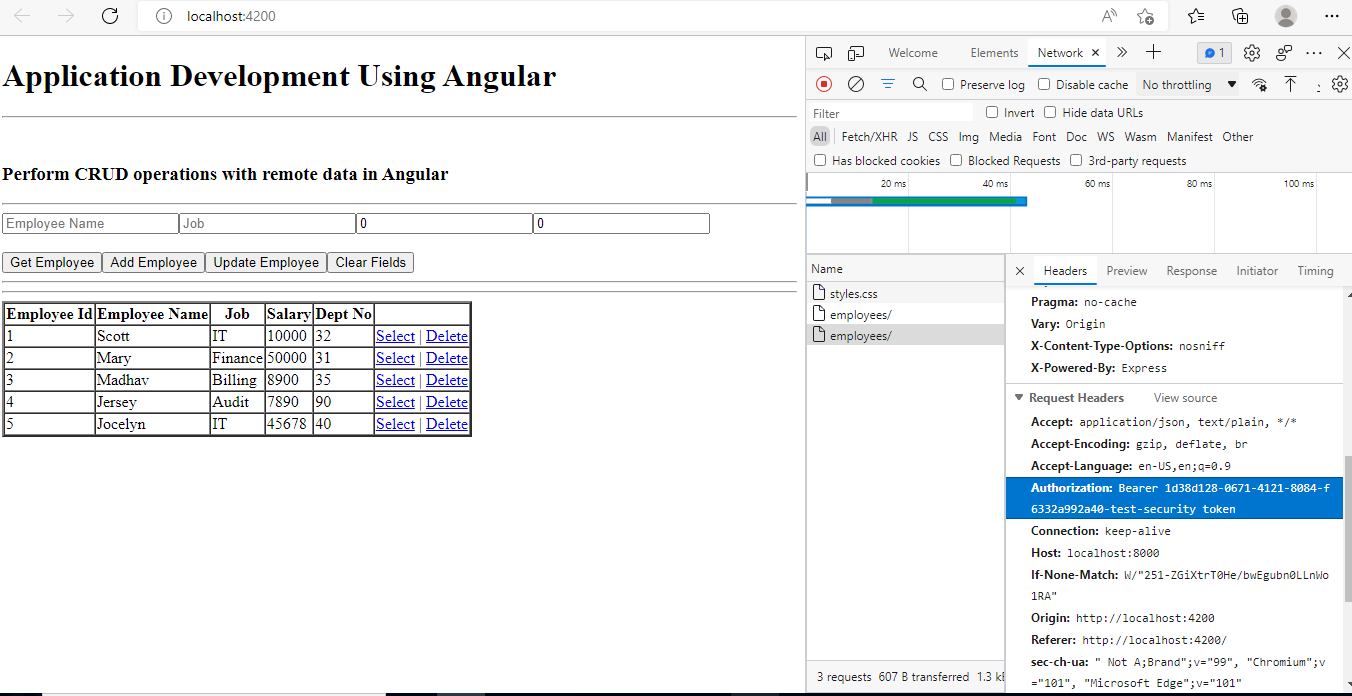 localhost:4200
Application Development Using Angular
Perform CRUD operations with remote data in Angular
Employee Name Job 0 0
Get Employee Add Employee Update Employee Clear Fields
Employee Id Employee Name Job Salary Dept No
1 Scott IT 10000 32 Select | Delete
2 Mary Finance 50000 31 Select | Delete
3 Madhav Billing 8900 35 Select | Delete
4 Jersey Audit 7890 90 Select | Delete
5 Jocelyn IT 45678 40 Select | Delete
Welcome Elements Network 1
Preserve log Disable cache No throttling
Filter Invert Hide data URLs
All Fetch/XHR JS CSS Img Media Font Doc WS Wasm Manifest Other
Has blocked cookies Blocked Requests 3rd-party requests
20 ms 40 ms 60 ms 80 ms 100 ms
Name
styles.css
employees/
employees/
3 requests 607 B transferred 1.3
Headers Preview Response Initiator Timing
Pragma: no-cache
Vary: Origin
X-Content-Type-Options: nosniff
X-Powered-By: Express
Request Headers View source
Accept: application/json, text/plain, */*
Accept-Encoding: gzip, deflate, br
Accept-Language: en-US,en;q=0.9
Authorization: Bearer 1d38d128-0671-4121-8084-f
6332a992a40-test-security token
Connection: keep-alive
Host: localhost:8000
If-None-Match: W/"251-ZGiXtrT0He/bwEgubn0LLnWo
1RA"
Origin: http://localhost:4200
Referer: http://localhost:4200/
sec-ch-ua: " Not A;Brand";v="99", "Chromium";v
="101", "Microsoft Edge";v="101"